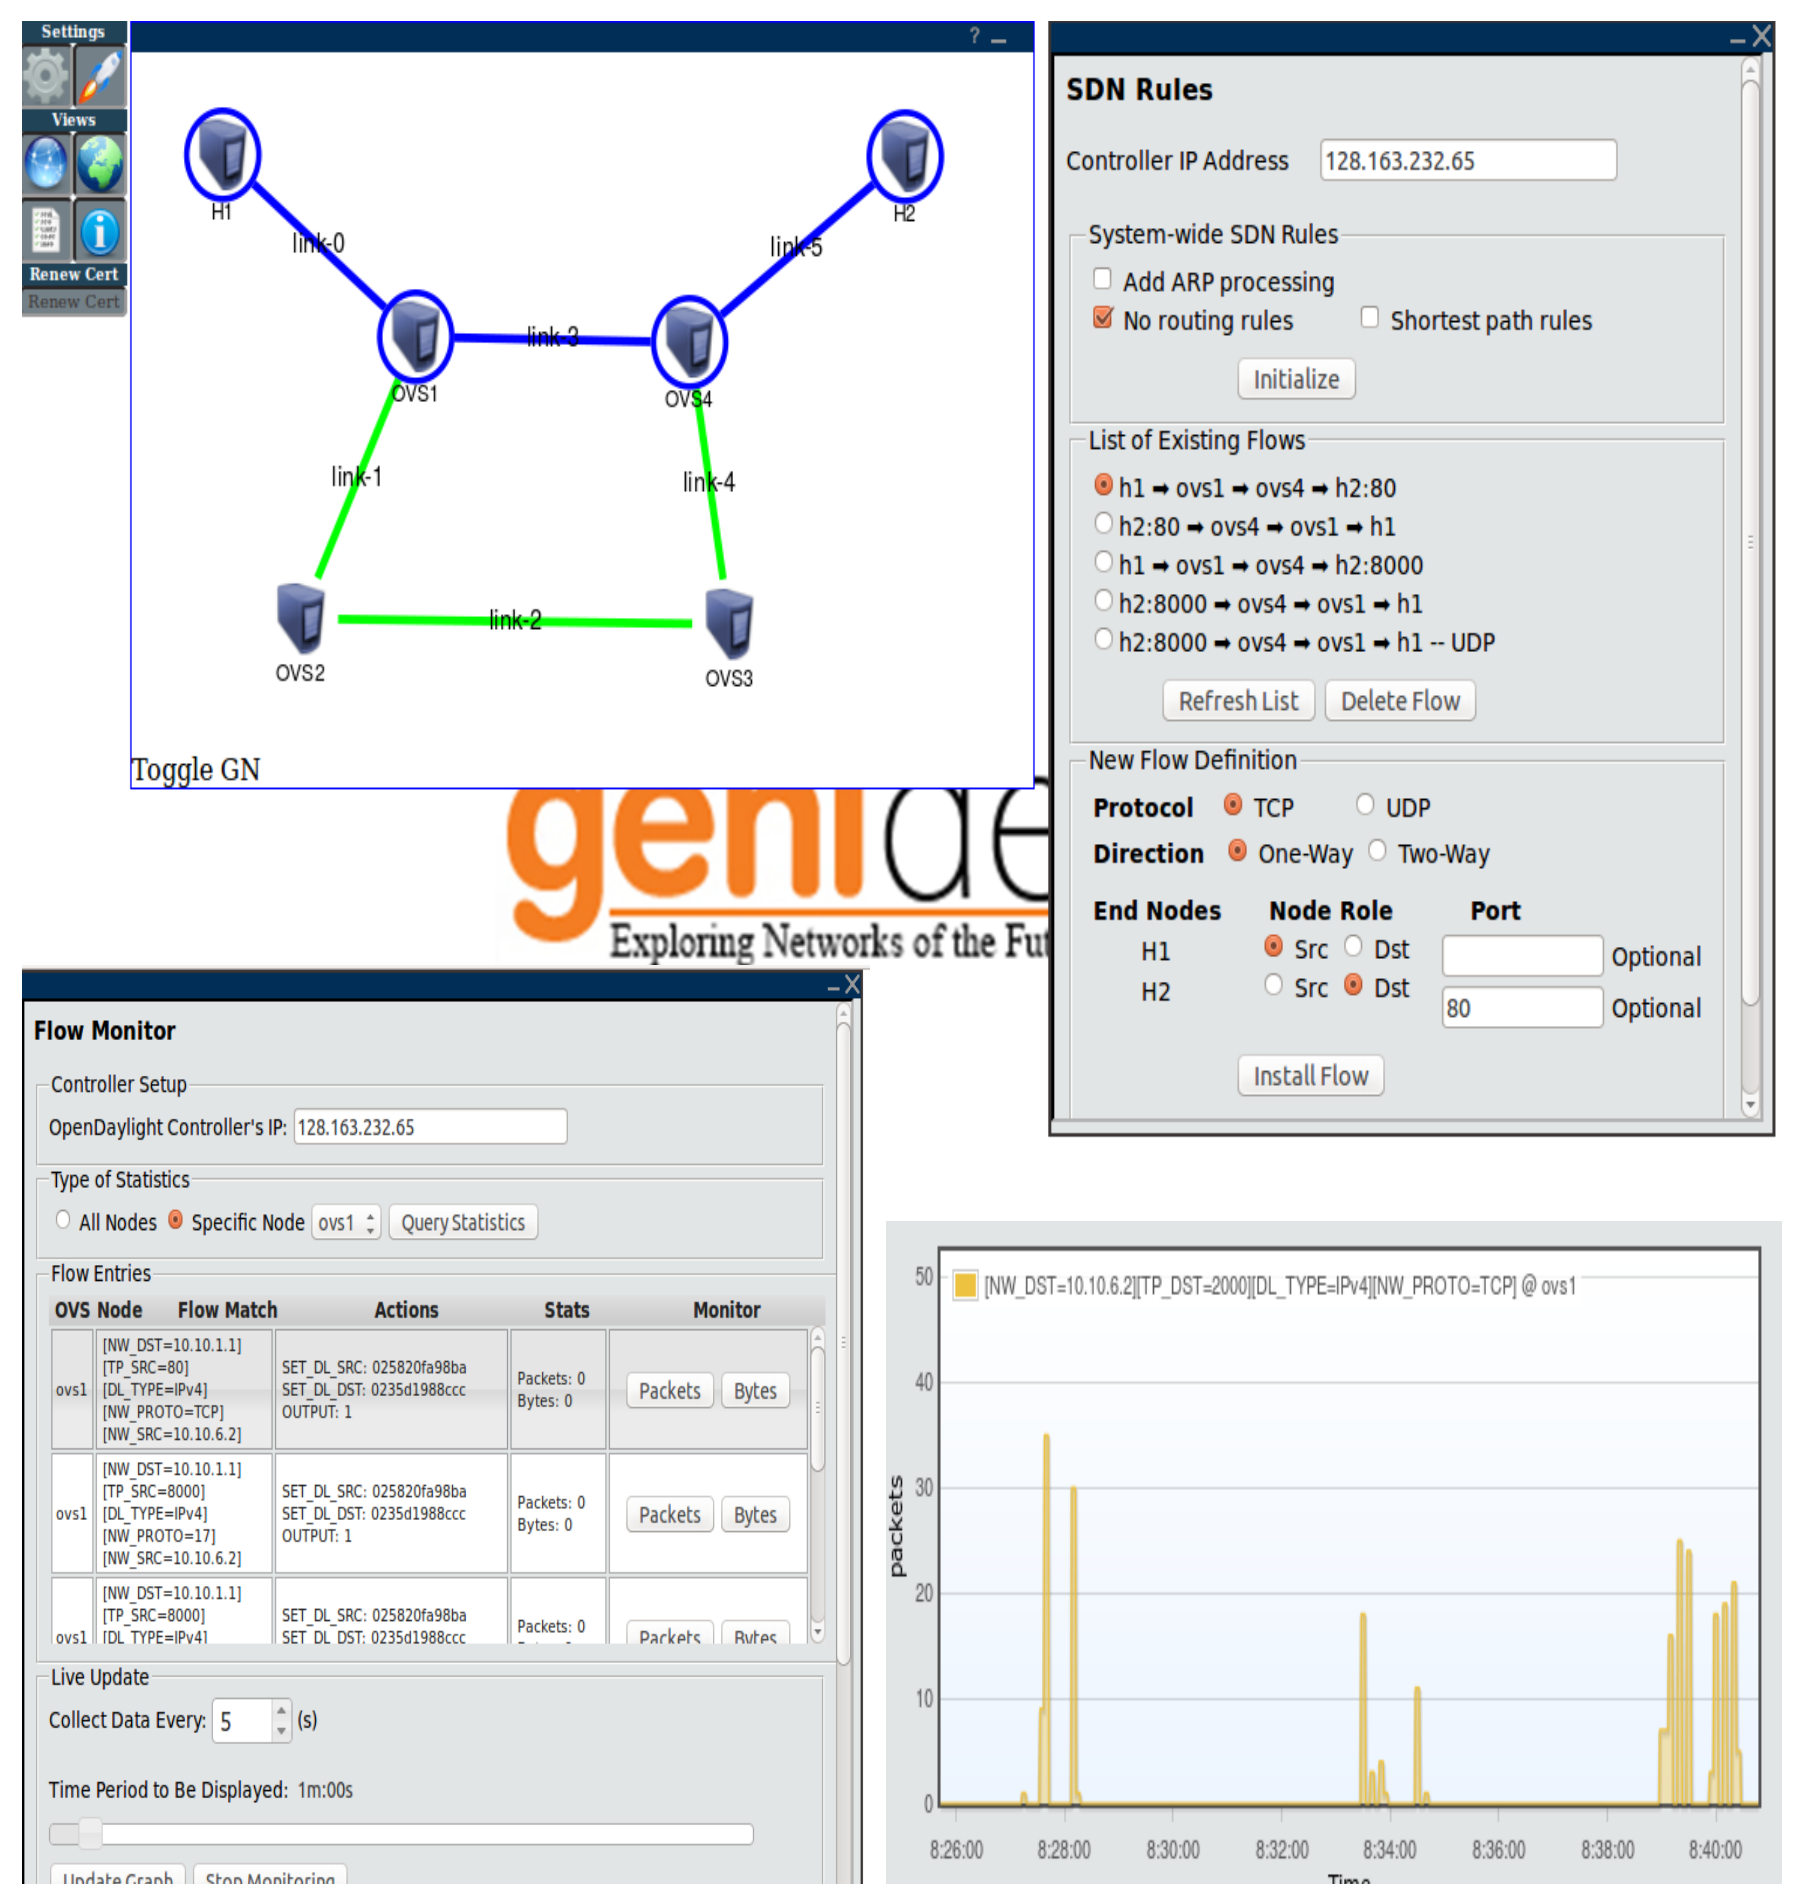 Settings
Views
Renew Cert
Renew Cert
? –
H1
H2
link-0
link-5
link-3
OVS1
OVS4
link-1
link-4
link-2
OVS2
OVS3
Toggle GN
geni de
Exploring Networks of the Fut
– X
SDN Rules
Controller IP Address 128.163.232.65
System-wide SDN Rules
Add ARP processing
No routing rules Shortest path rules
Initialize
List of Existing Flows
h1 ➡ ovs1 ➡ ovs4 ➡ h2:80
h2:80 ➡ ovs4 ➡ ovs1 ➡ h1
h1 ➡ ovs1 ➡ ovs4 ➡ h2:8000
h2:8000 ➡ ovs4 ➡ ovs1 ➡ h1
h2:8000 ➡ ovs4 ➡ ovs1 ➡ h1 -- UDP
Refresh List Delete Flow
New Flow Definition
Protocol TCP UDP
Direction One-Way Two-Way
End Nodes Node Role Port
H1 Src Dst Optional
H2 Src Dst 80 Optional
Install Flow
– X
Flow Monitor
Controller Setup
OpenDaylight Controller's IP: 128.163.232.65
Type of Statistics
All Nodes Specific Node ovs1 Query Statistics
Flow Entries
OVS Node Flow Match Actions Stats Monitor
ovs1
[NW_DST=10.10.1.1]
[TP_SRC=80]
[DL_TYPE=IPv4]
[NW_PROTO=TCP]
[NW_SRC=10.10.6.2]
SET_DL_SRC: 025820fa98ba
SET_DL_DST: 0235d1988ccc
OUTPUT: 1
Packets: 0
Bytes: 0
Packets Bytes
ovs1
[NW_DST=10.10.1.1]
[TP_SRC=8000]
[DL_TYPE=IPv4]
[NW_PROTO=17]
[NW_SRC=10.10.6.2]
SET_DL_SRC: 025820fa98ba
SET_DL_DST: 0235d1988ccc
OUTPUT: 1
Packets: 0
Bytes: 0
Packets Bytes
ovs1
[NW_DST=10.10.1.1]
[TP_SRC=8000]
[DL_TYPE=IPv4]
SET_DL_SRC: 025820fa98ba
SET_DL_DST: 0235d1988ccc
Packets: 0
Packets Bytes
Live Update
Collect Data Every: 5 (s)
Time Period to Be Displayed: 1m:00s
Update Graph Stop Monitoring
[NW_DST=10.10.6.2][TP_DST=2000][DL_TYPE=IPv4][NW_PROTO=TCP] @ ovs1
50
40
30
20
10
0
packets
8:26:00 8:28:00 8:30:00 8:32:00 8:34:00 8:36:00 8:38:00 8:40:00
Time